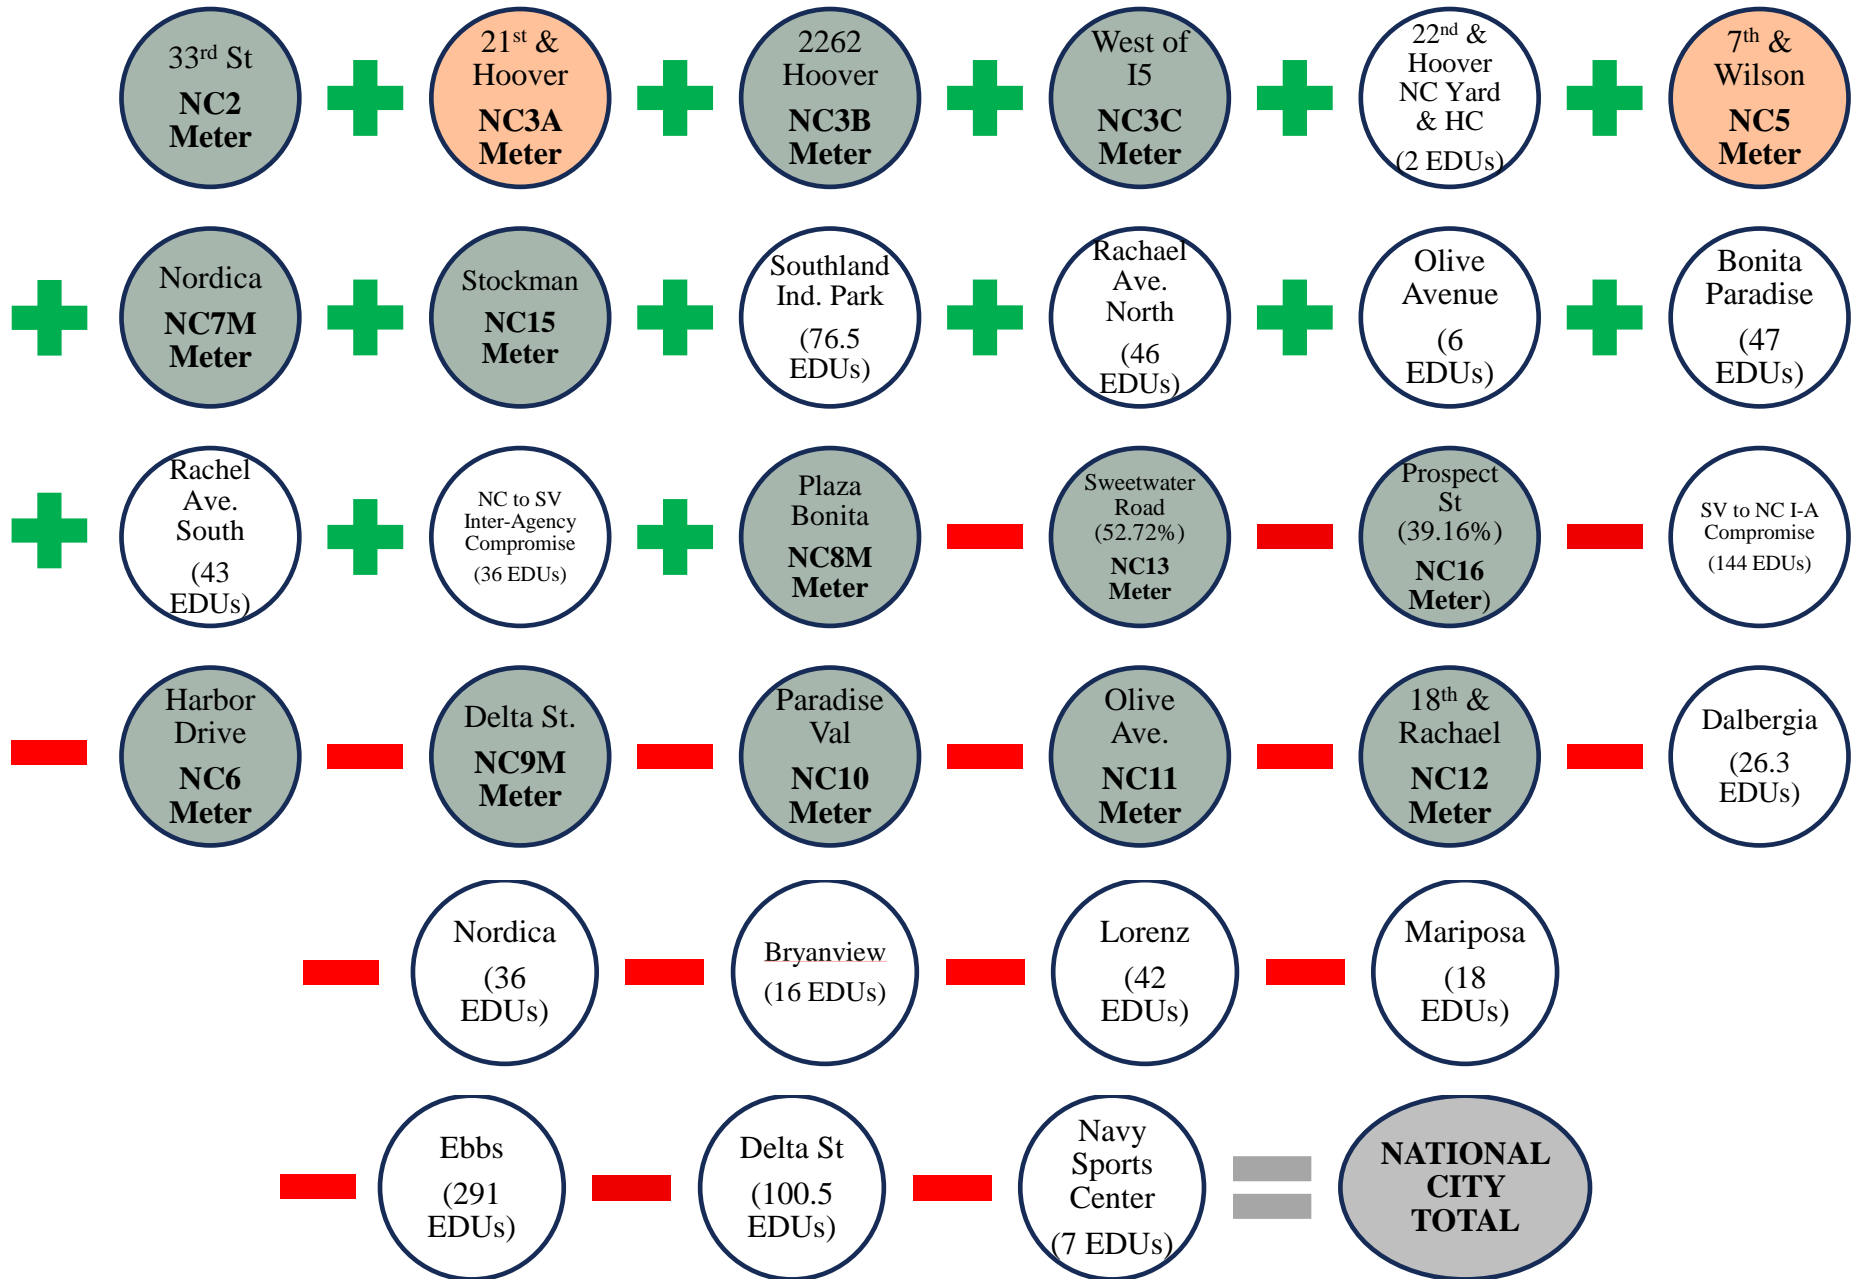 33rd St
NC2
Meter
21st &
Hoover
NC3A
Meter
2262
Hoover
NC3B
Meter
West of
I5
NC3C
Meter
22nd &
Hoover
NC Yard
& HC
(2 EDUs)
7th &
Wilson
NC5
Meter
Nordica
NC7M
Meter
Stockman
NC15
Meter
Southland
Ind. Park
(76.5
EDUs)
Rachael
Ave.
North
(46
EDUs)
Olive
Avenue
(6
EDUs)
Bonita
Paradise
(47
EDUs)
Rachel
Ave.
South
(43
EDUs)
NC to SV
Inter-Agency
Compromise
(36 EDUs)
Plaza
Bonita
NC8M
Meter
Sweetwater
Road
(52.72%)
NC13
Meter
Prospect
St
(39.16%)
NC16
Meter)
SV to NC I-A
Compromise
(144 EDUs)
Harbor
Drive
NC6
Meter
Delta St.
NC9M
Meter
Paradise
Val
NC10
Meter
Olive
Ave.
NC11
Meter
18th &
Rachael
NC12
Meter
Dalbergia
(26.3
EDUs)
Nordica
(36
EDUs)
Bryanview
(16 EDUs)
Lorenz
(42
EDUs)
Mariposa
(18
EDUs)
Ebbs
(291
EDUs)
Delta St
(100.5
EDUs)
Navy
Sports
Center
(7 EDUs)
NATIONAL
CITY
TOTAL